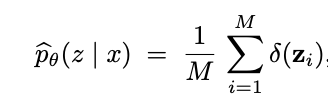 p̂_θ(z | x) = 1/M ∑_{i=1}^{M} δ(𝐳_i),